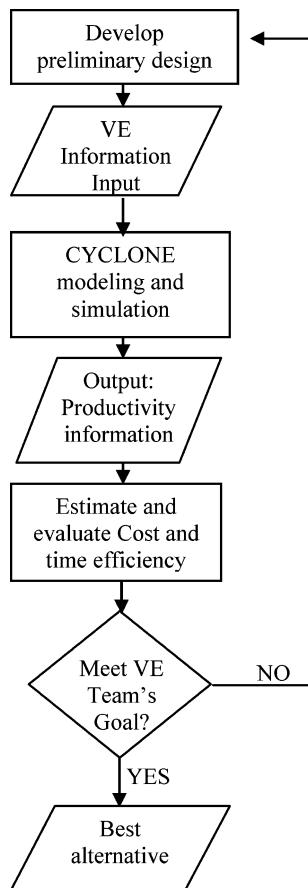 Develop
preliminary design
VE
Information
Input
CYCLONE
modeling and
simulation
Output:
Productivity
information
Estimate and
evaluate Cost and
time efficiency
Meet VE
Team's
Goal?
NO
YES
Best
alternative